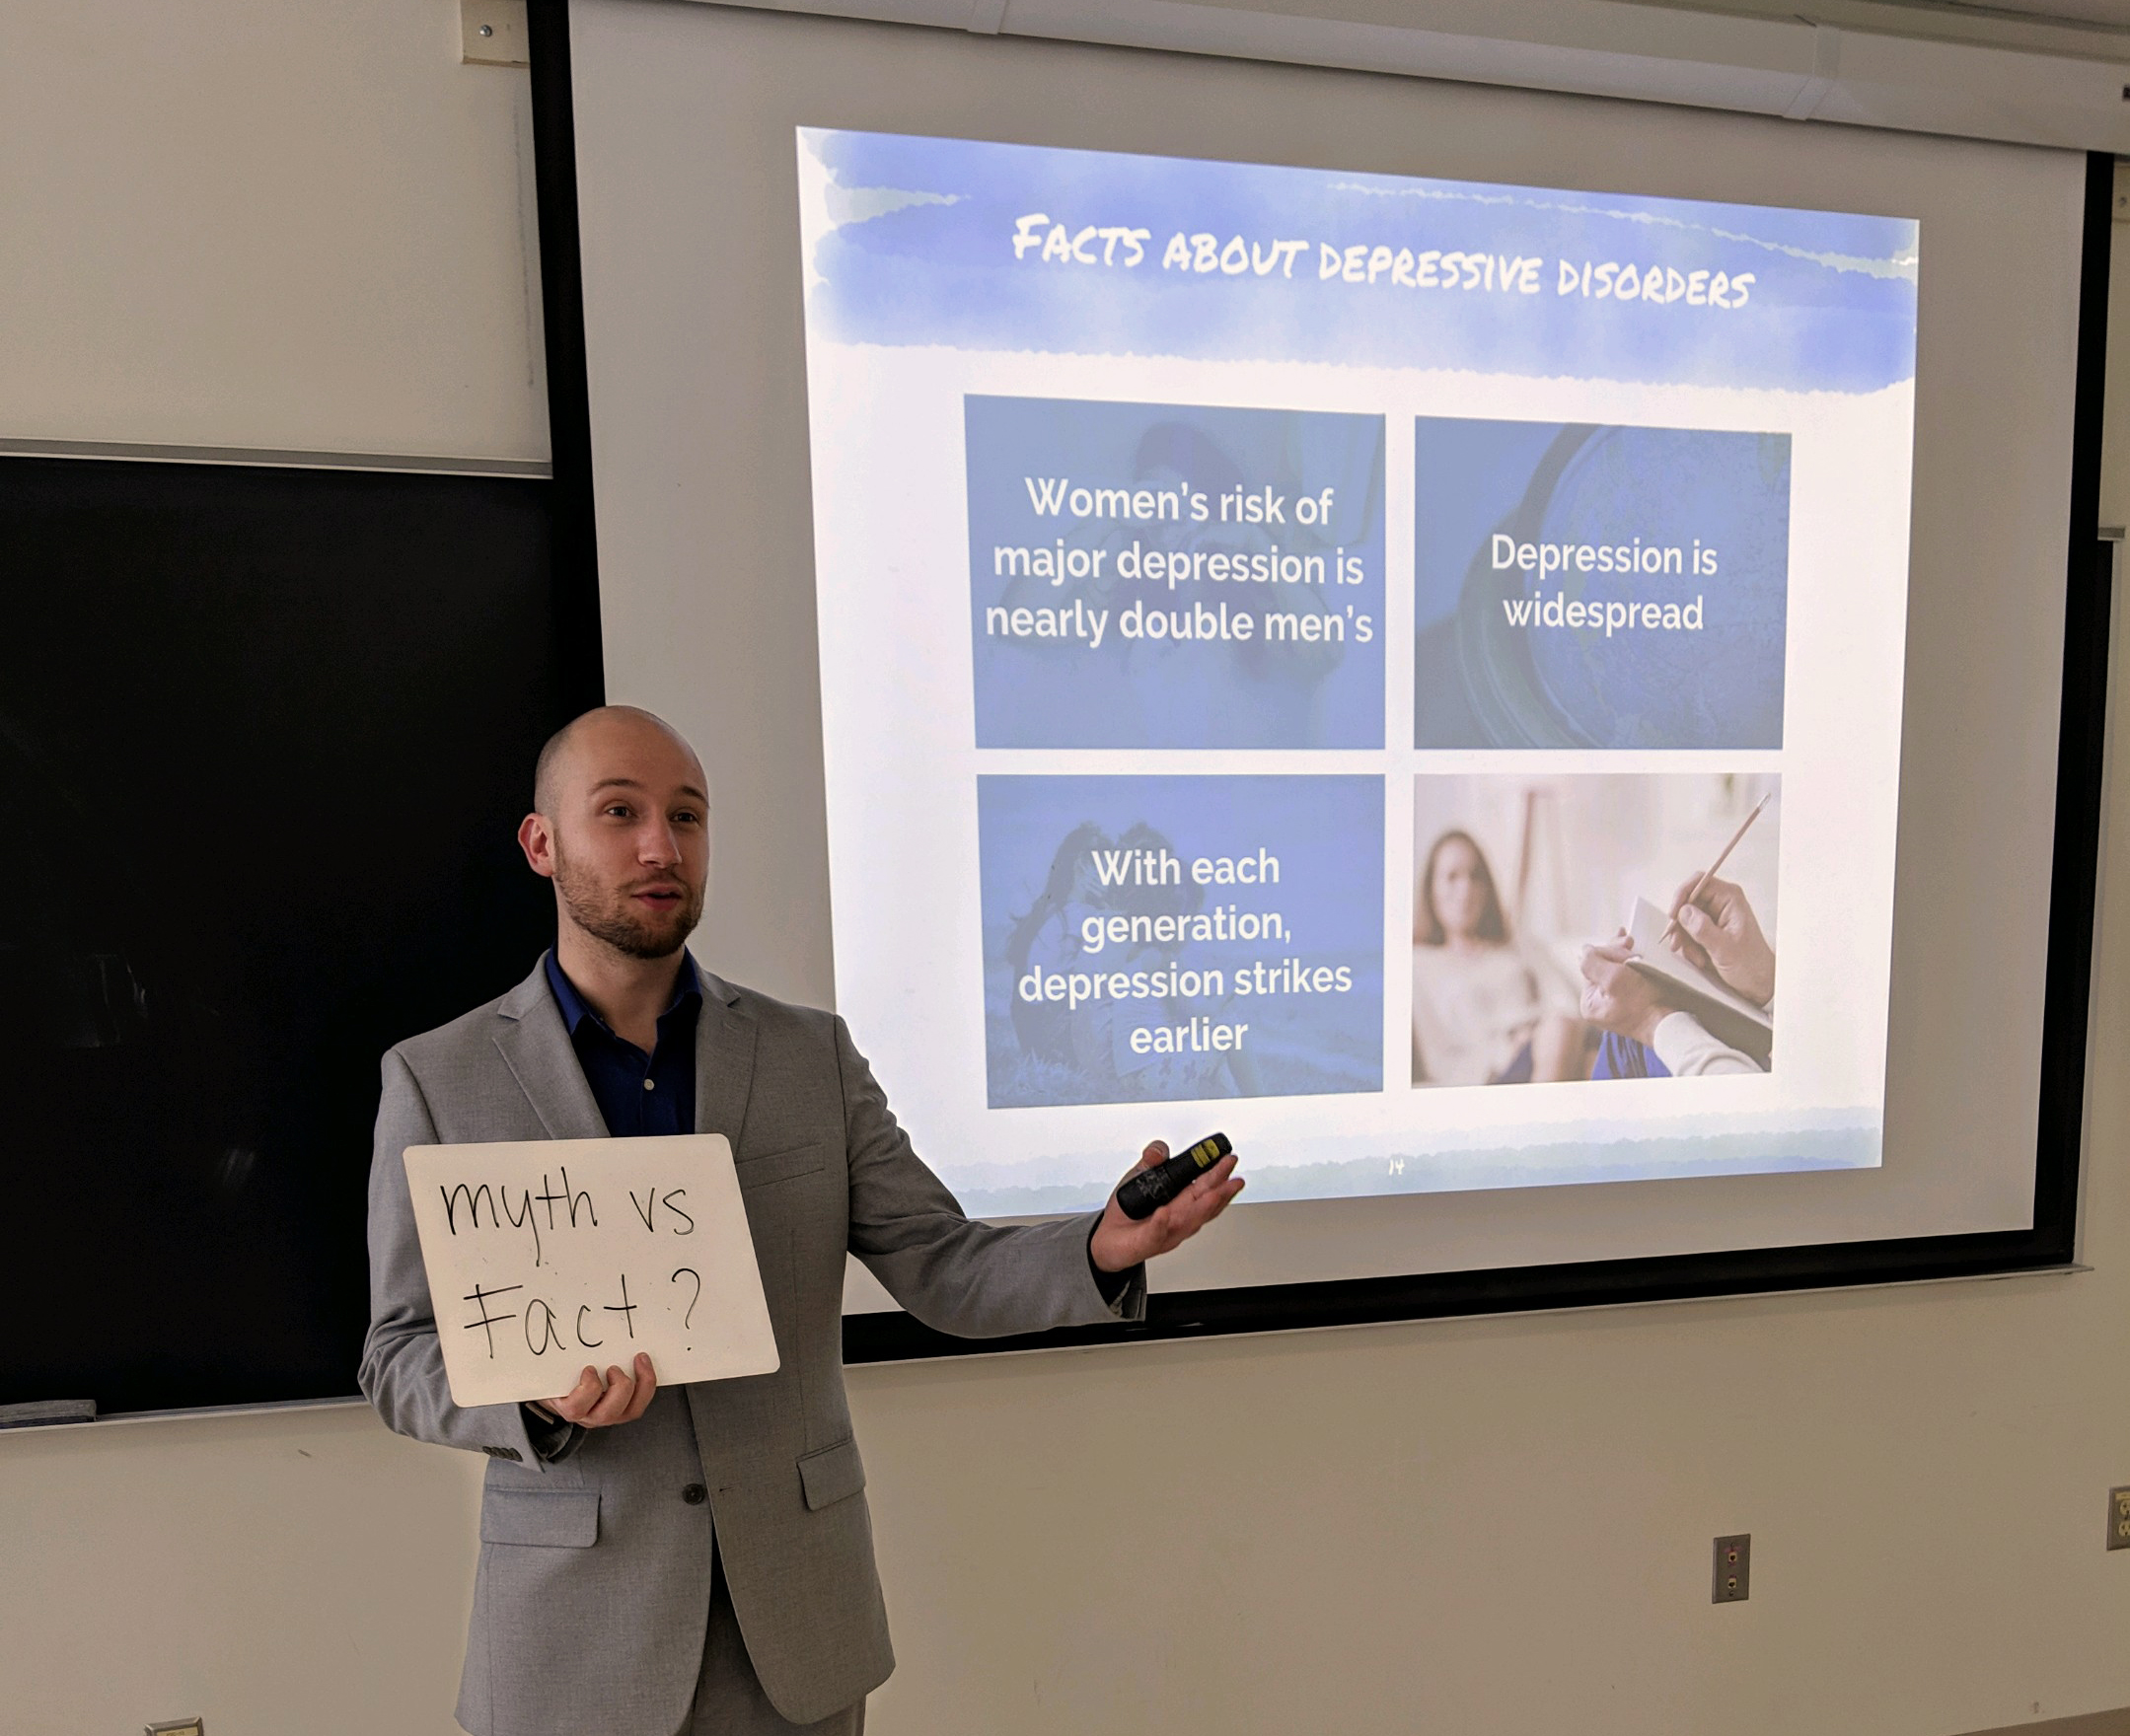 FACTS ABOUT DEPRESSIVE DISORDERS
Women's risk of
major depression is
nearly double men's
Depression is
widespread
With each
generation,
depression strikes
earlier
14
myth vs
Fact?